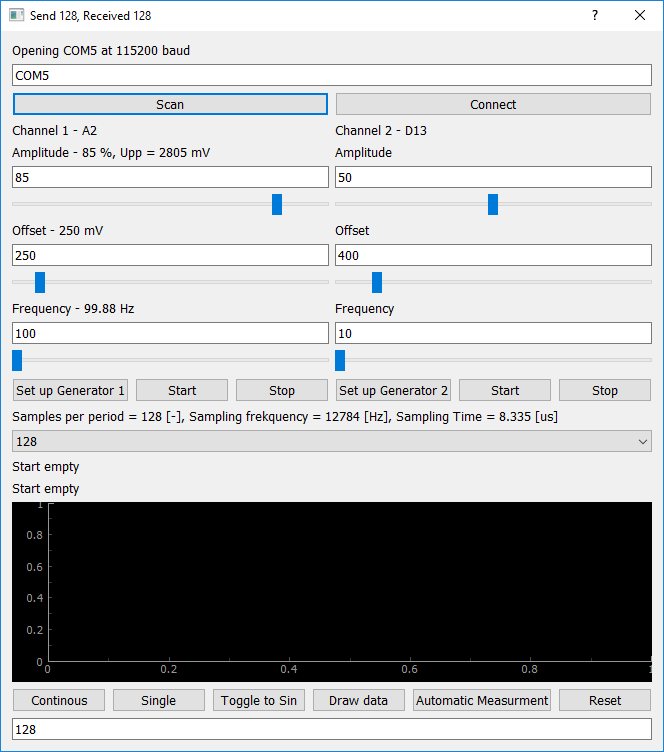 Send 128, Received 128 ?
Opening COM5 at 115200 baud
COM5
Scan Connect
Channel 1 - A2 Channel 2 - D13
Amplitude - 85 %, Upp = 2805 mV Amplitude
85 50
Offset - 250 mV Offset
250 400
Frequency - 99.88 Hz Frequency
100 10
Set up Generator 1 Start Stop Set up Generator 2 Start Stop
Samples per period = 128 [-], Sampling frekquency = 12784 [Hz], Sampling Time = 8.335 [us]
128
Start empty
Start empty
1
0.8
0.6
0.4
0.2
0
0 0.2 0.4 0.6 0.8 1
Continous Single Toggle to Sin Draw data Automatic Measurment Reset
128